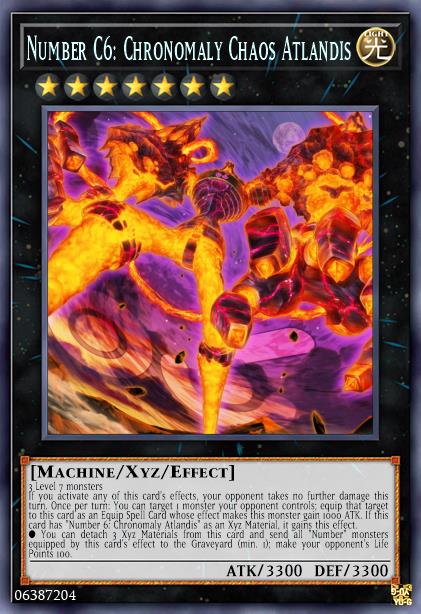 Number C6: Chronomaly Chaos Atlandis
LIGHT
光
[Machine/Xyz/Effect]
3 Level 7 monsters
If you activate any of this card's effects, your opponent takes no further damage this
turn. Once per turn: You can target 1 monster your opponent controls; equip that target
to this card as an Equip Spell Card whose effect makes this monster gain 1000 ATK. If this
card has "Number 6: Chronomaly Atlandis" as an Xyz Material, it gains this effect.
● You can detach 3 Xyz Materials from this card and send all "Number" monsters
equipped by this card's effect to the Graveyard (min. 1); make your opponent's Life
Points 100.
ATK/3300 DEF/3300
06387204